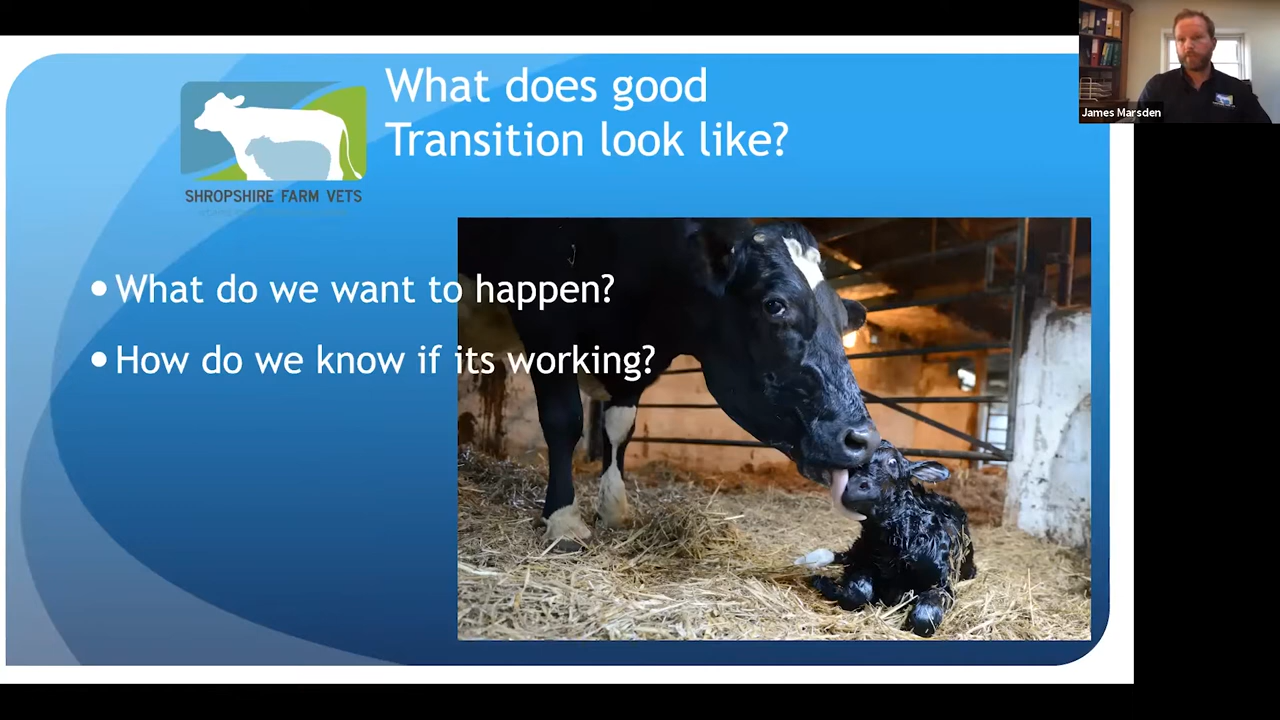 What does good
Transition look like?
SHROPSHIRE FARM VETS
• What do we want to happen?
• How do we know if its working?
James Marsden